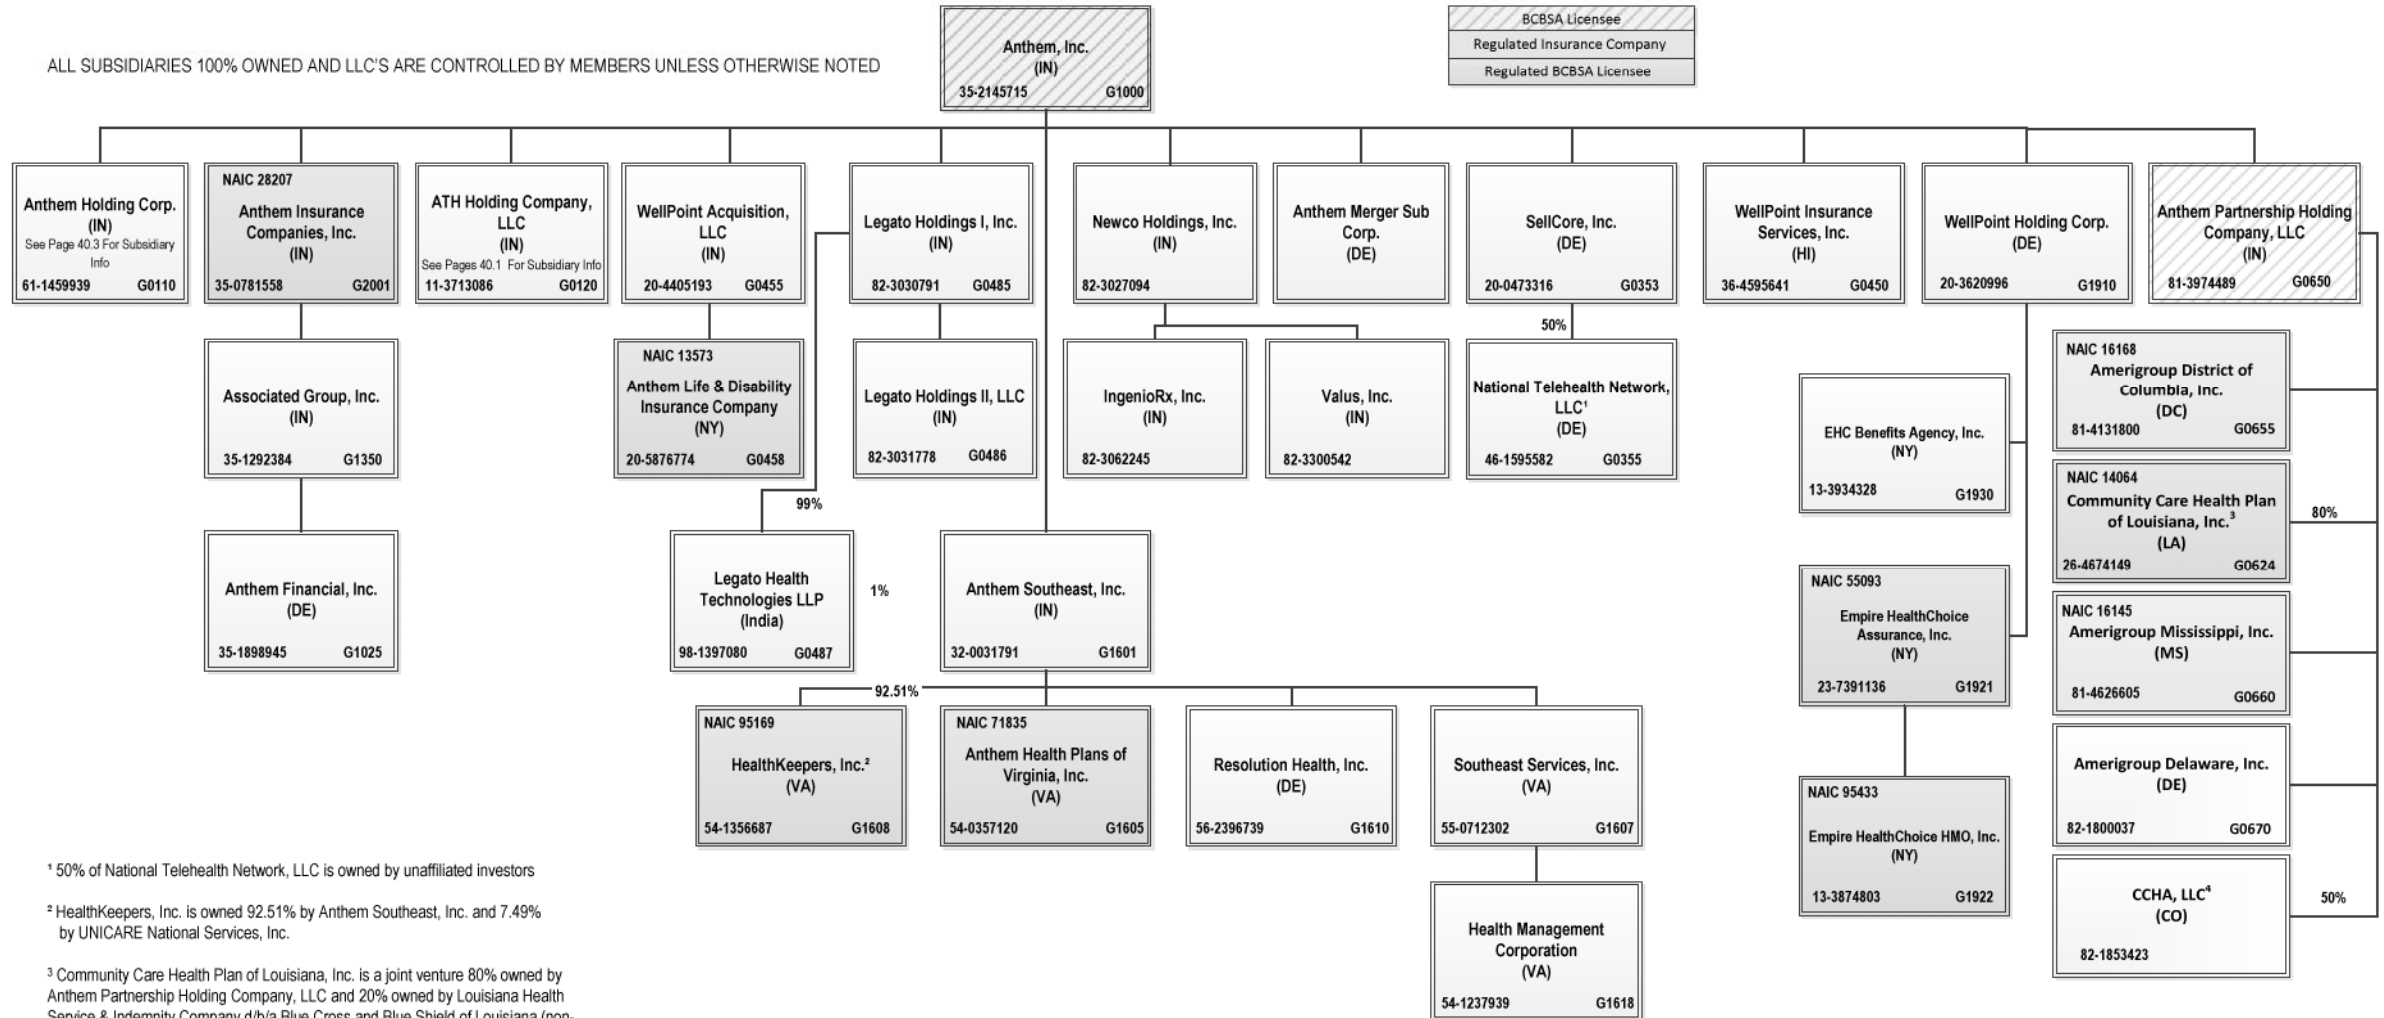 ALL SUBSIDIARIES 100% OWNED AND LLC'S ARE CONTROLLED BY MEMBERS UNLESS OTHERWISE NOTED
Anthem, Inc.
(IN)
35-2145715 G1000
BCBSA Licensee
Regulated Insurance Company
Regulated BCBSA Licensee
Anthem Holding Corp.
(IN)
See Page 40.3 For Subsidiary
Info
61-1459939 G0110
NAIC 28207
Anthem Insurance
Companies, Inc.
(IN)
35-0781558 G2001
ATH Holding Company,
LLC
(IN)
See Pages 40.1 For Subsidiary Info
11-3713086 G0120
WellPoint Acquisition,
LLC
(IN)
20-4405193 G0455
Legato Holdings I, Inc.
(IN)
82-3030791 G0485
Newco Holdings, Inc.
(IN)
82-3027094
Anthem Merger Sub
Corp.
(DE)
SellCore, Inc.
(DE)
20-0473316 G0353
WellPoint Insurance
Services, Inc.
(HI)
36-4595641 G0450
WellPoint Holding Corp.
(DE)
20-3620996 G1910
Anthem Partnership Holding
Company, LLC
(IN)
81-3974489 G0650
Associated Group, Inc.
(IN)
35-1292384 G1350
NAIC 13573
Anthem Life & Disability
Insurance Company
(NY)
20-5876774 G0458
Legato Holdings II, LLC
(IN)
82-3031778 G0486
IngenioRx, Inc.
(IN)
82-3062245
Valus, Inc.
(IN)
82-3300542
50%
National Telehealth Network,
LLC¹
(DE)
46-1595582 G0355
EHC Benefits Agency, Inc.
(NY)
13-3934328 G1930
NAIC 16168
Amerigroup District of
Columbia, Inc.
(DC)
81-4131800 G0655
NAIC 14064
Community Care Health Plan
of Louisiana, Inc.³
(LA)
26-4674149 G0624
80%
99%
Anthem Financial, Inc.
(DE)
35-1898945 G1025
Legato Health
Technologies LLP
(India)
98-1397080 G0487
1%
Anthem Southeast, Inc.
(IN)
32-0031791 G1601
NAIC 55093
Empire HealthChoice
Assurance, Inc.
(NY)
23-7391136 G1921
NAIC 16145
Amerigroup Mississippi, Inc.
(MS)
81-4626605 G0660
92.51%
NAIC 95169
HealthKeepers, Inc.²
(VA)
54-1356687 G1608
NAIC 71835
Anthem Health Plans of
Virginia, Inc.
(VA)
54-0357120 G1605
Resolution Health, Inc.
(DE)
56-2396739 G1610
Southeast Services, Inc.
(VA)
55-0712302 G1607
Amerigroup Delaware, Inc.
(DE)
82-1800037 G0670
NAIC 95433
Empire HealthChoice HMO, Inc.
(NY)
13-3874803 G1922
CCHA, LLC⁴
(CO)
82-1853423
50%
Health Management
Corporation
(VA)
54-1237939 G1618
¹ 50% of National Telehealth Network, LLC is owned by unaffiliated investors
² HealthKeepers, Inc. is owned 92.51% by Anthem Southeast, Inc. and 7.49%
by UNICARE National Services, Inc.
³ Community Care Health Plan of Louisiana, Inc. is a joint venture 80% owned by
Anthem Partnership Holding Company, LLC and 20% owned by Louisiana Health
Service & Indemnity Company d/b/a Blue Cross and Blue Shield of Louisiana (non-